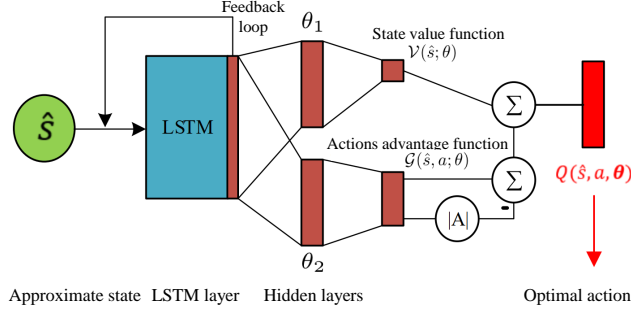 Feedback
loop
θ1
State value function
𝒱(ŝ; θ)
Ŝ
LSTM
Σ
Actions advantage function
𝒢(ŝ, a; θ)
Σ
-
|A|
Q(ŝ, a, θ)
θ2
Approximate state
LSTM layer
Hidden layers
Optimal action